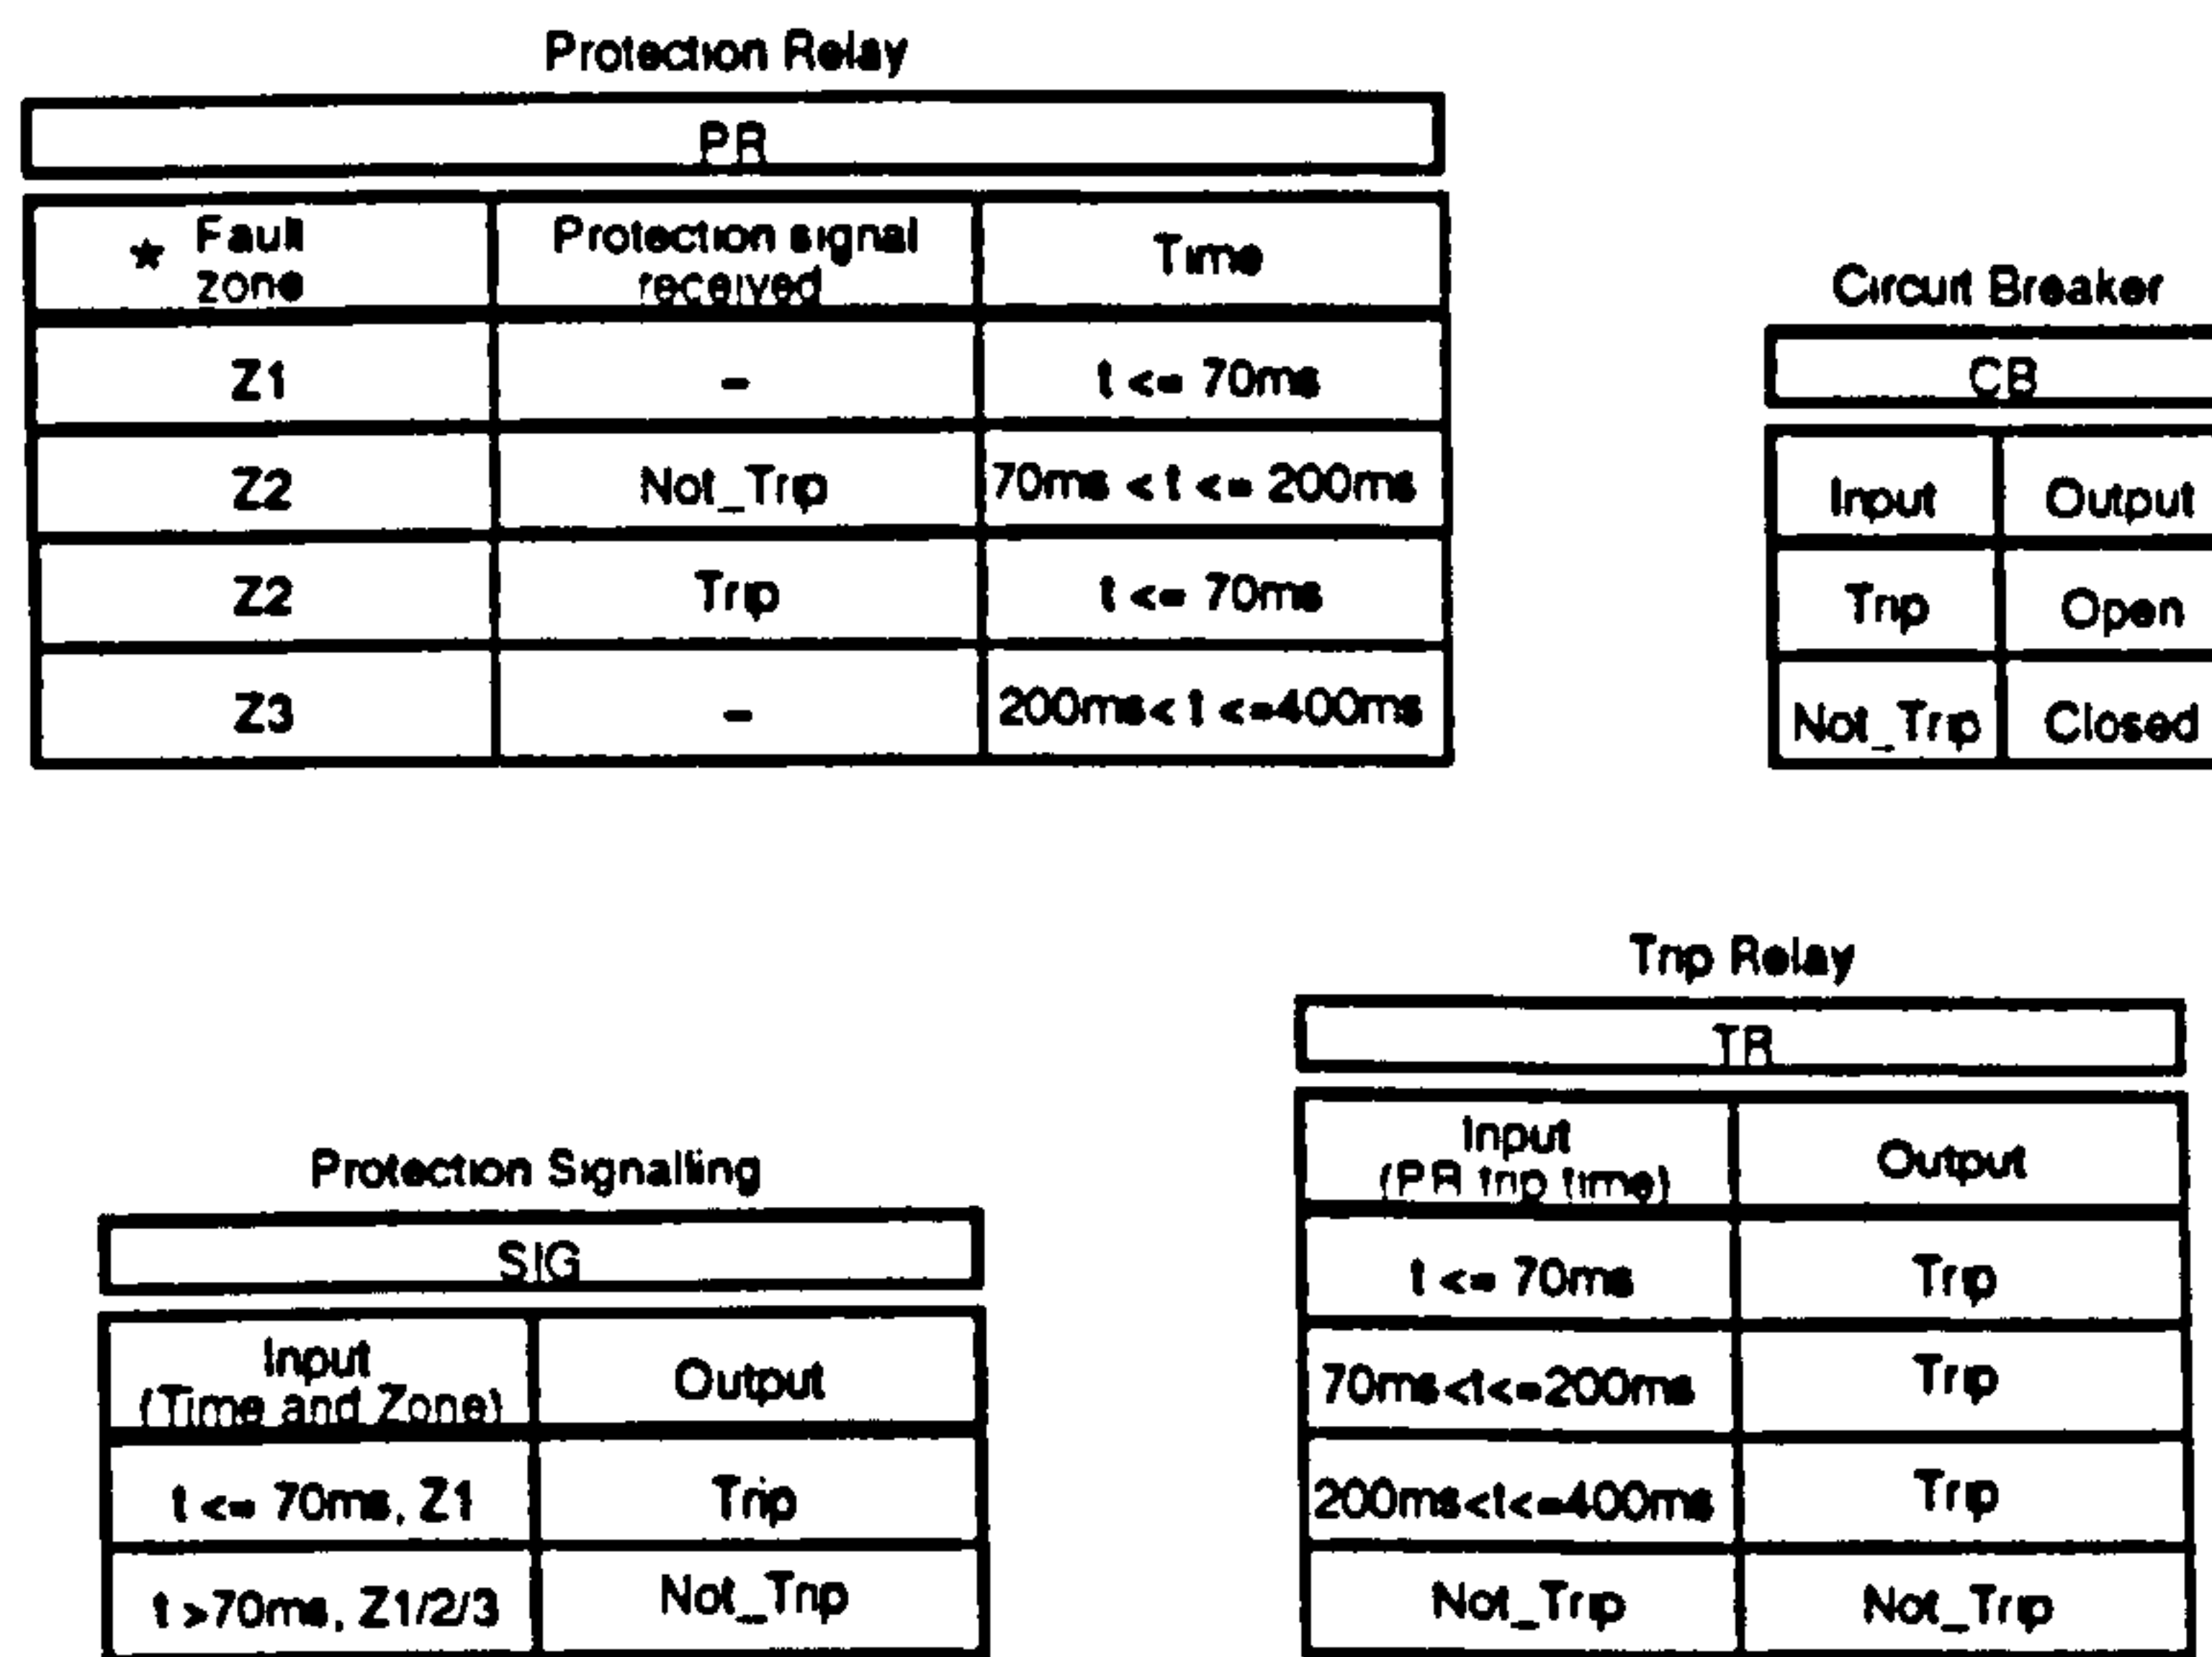 Protection Relay
PR
★ Fault zone | Protection signal received | Time
Z1 | - | t <= 70ms
Z2 | Not_Trip | 70ms < t <= 200ms
Z2 | Trip | t <= 70ms
Z3 | - | 200ms< t <=400ms
Circuit Breaker
CB
Input | Output
Trip | Open
Not_Trip | Closed
Protection Signalling
SIG
Input (Time and Zone) | Output
t <= 70ms, Z1 | Trip
t >70ms, Z1/2/3 | Not_Trip
Trip Relay
TR
Input (PR trip time) | Output
t <= 70ms | Trip
70ms<t<=200ms | Trip
200ms<t<=400ms | Trip
Not_Trip | Not_Trip